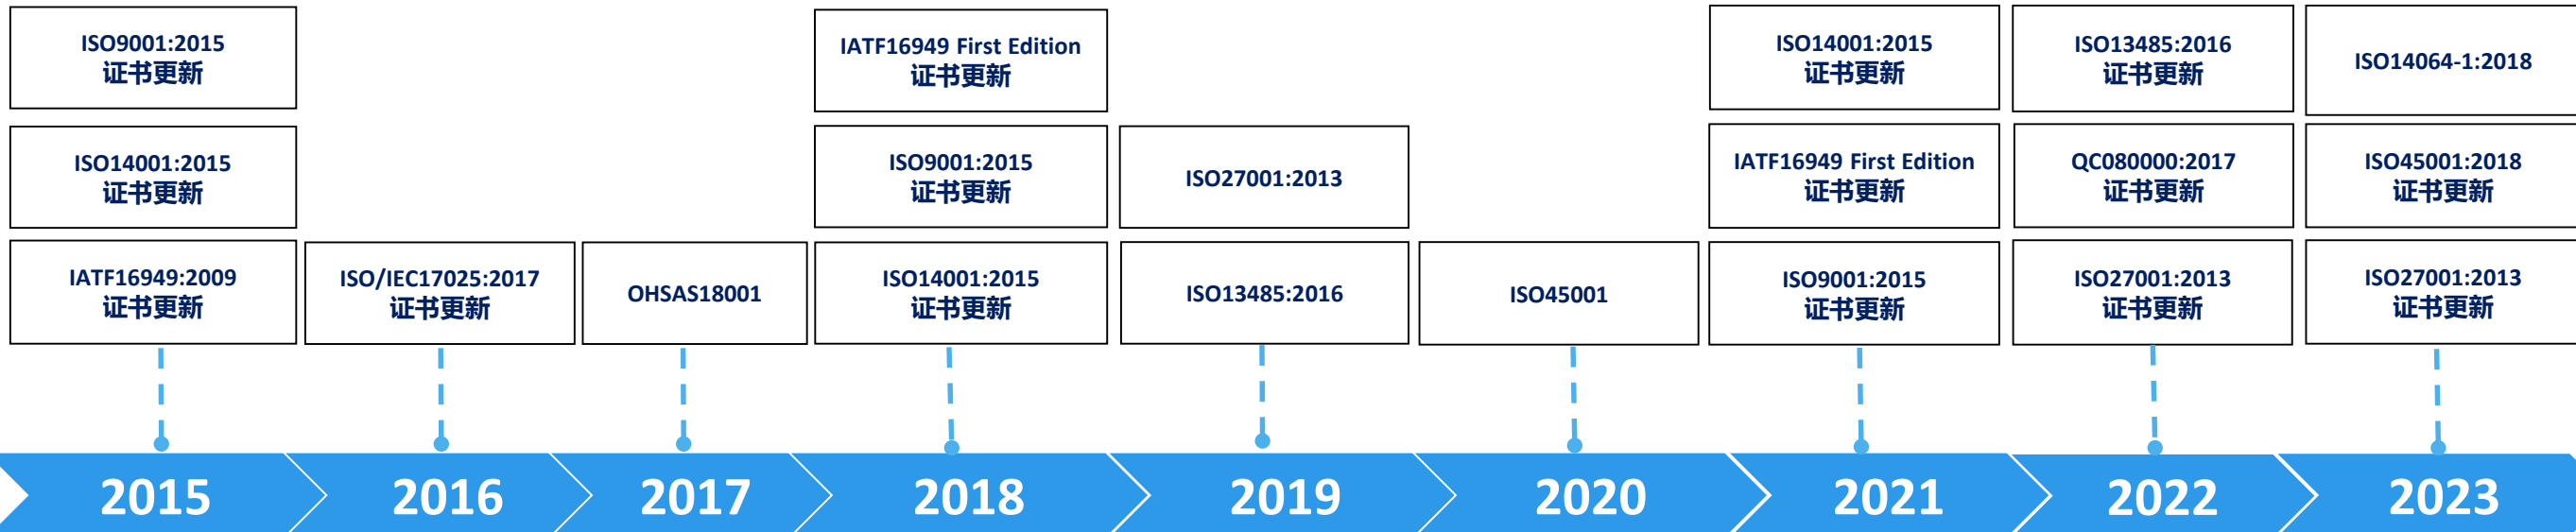 ISO9001:2015
证书更新
ISO14001:2015
证书更新
IATF16949:2009
证书更新
ISO/IEC17025:2017
证书更新
OHSAS18001
IATF16949 First Edition
证书更新
ISO9001:2015
证书更新
ISO14001:2015
证书更新
ISO27001:2013
ISO13485:2016
ISO45001
ISO14001:2015
证书更新
IATF16949 First Edition
证书更新
ISO9001:2015
证书更新
ISO13485:2016
证书更新
QC080000:2017
证书更新
ISO27001:2013
证书更新
ISO14064-1:2018
ISO45001:2018
证书更新
ISO27001:2013
证书更新
2015
2016
2017
2018
2019
2020
2021
2022
2023